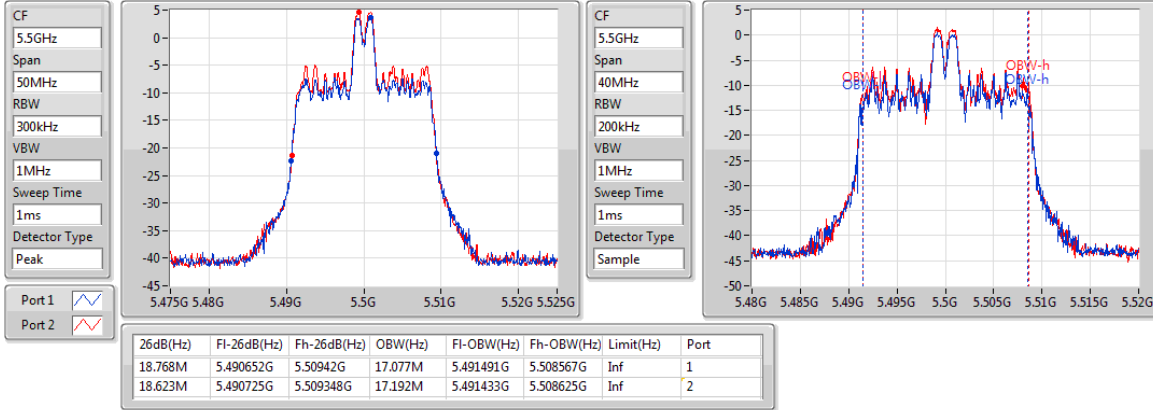 CF
5.5GHz
Span
50MHz
RBW
300kHz
VBW
1MHz
Sweep Time
1ms
Detector Type
Peak
Port 1
Port 2
5
0
-5
-10
-15
-20
-25
-30
-35
-40
-45
5.475G 5.48G 5.49G 5.5G 5.51G 5.52G 5.525G
CF
5.5GHz
Span
40MHz
RBW
200kHz
VBW
1MHz
Sweep Time
1ms
Detector Type
Sample
5
0
-5
-10
-15
-20
-25
-30
-35
-40
-45
-50
OBW-h
OBW-h
5.48G 5.485G 5.49G 5.495G 5.5G 5.505G 5.51G 5.515G 5.52G
26dB(Hz) Fl-26dB(Hz) Fh-26dB(Hz) OBW(Hz) Fl-OBW(Hz) Fh-OBW(Hz) Limit(Hz) Port
18.768M 5.490652G 5.50942G 17.077M 5.491491G 5.508567G Inf 1
18.623M 5.490725G 5.509348G 17.192M 5.491433G 5.508625G Inf 2